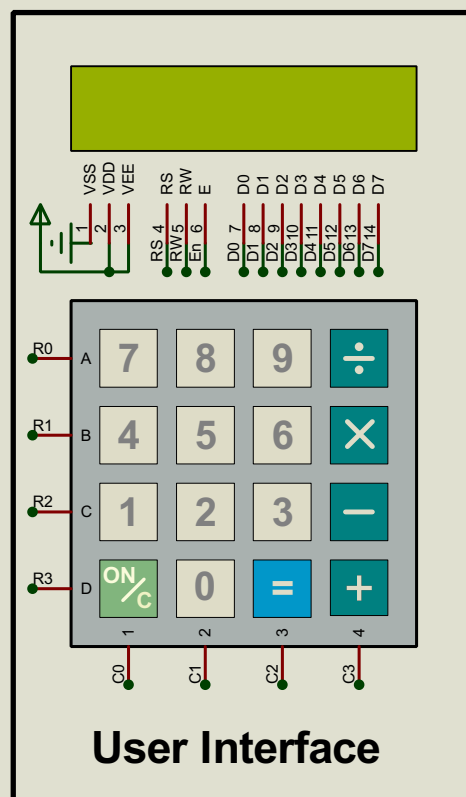 VSS VDD VEE RS RW E D0 D1 D2 D3 D4 D5 D6 D7
1 2 3 4 5 6 7 8 9 10 11 12 13 14
RS RW En D0 D1 D2 D3 D4 D5 D6 D7
R0 A 7 8 9 ÷
R1 B 4 5 6 ×
R2 C 1 2 3 −
R3 D ON/C 0 = +
1 2 3 4
C0 C1 C2 C3
User Interface